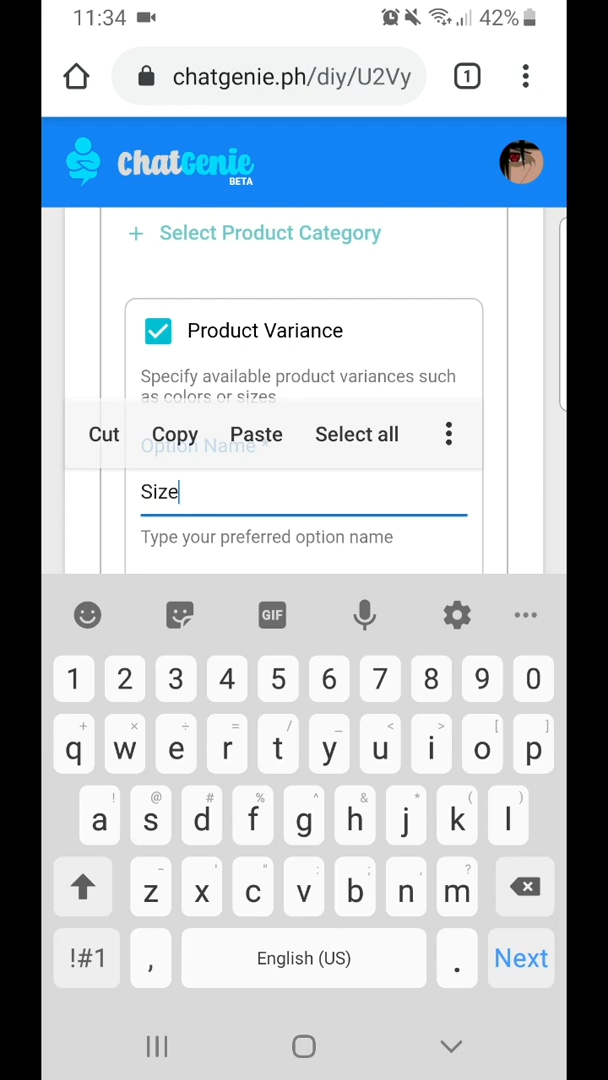 11:34 42%
chatgenie.ph/diy/U2Vy 1
ChatGenie
BETA
+ Select Product Category
Product Variance
Specify available product variances such
as colors or sizes
Cut Copy Paste Select all
Option Name *
Size
Type your preferred option name
GIF
1 2 3 4 5 6 7 8 9 0
+ × ÷ = / _ < > [ ]
q w e r t y u i o p
! @ # % ^ & * ( )
a s d f g h j k l
- ' " : ; , ?
z x c v b n m
!#1 , English (US) . Next